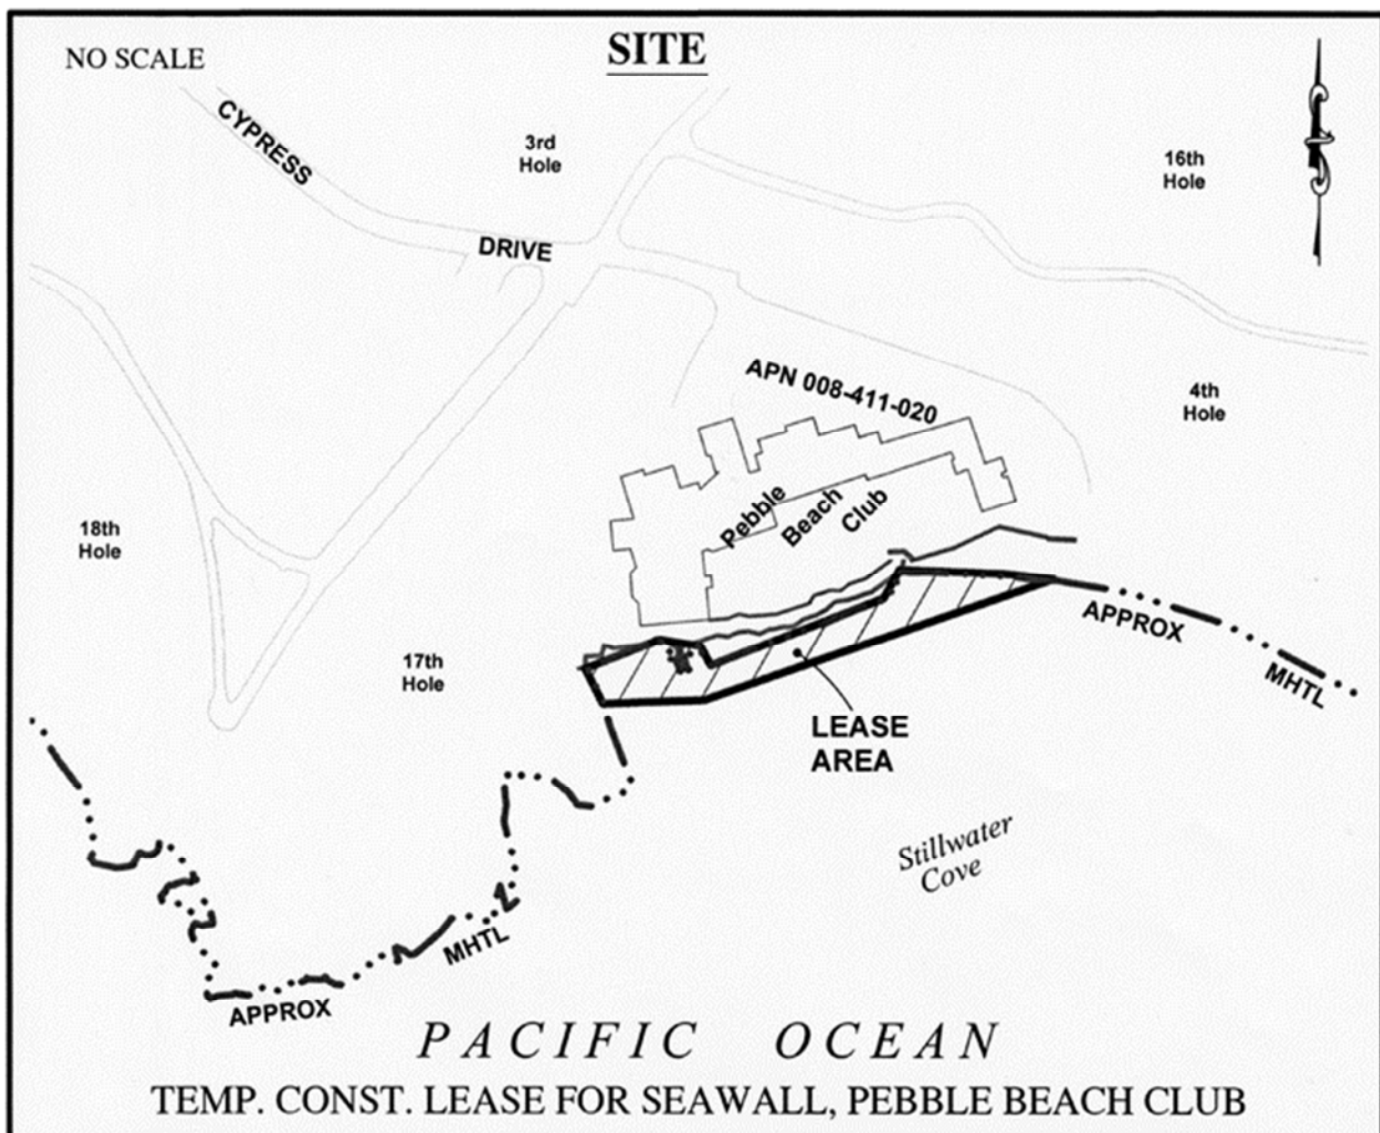 SITE
NO SCALE
CYPRESS
DRIVE
3rd
Hole
16th
Hole
4th
Hole
APN 008-411-020
Pebble
Beach
Club
18th
Hole
17th
Hole
LEASE
AREA
APPROX
MHTL
Stillwater
Cove
MHTL
APPROX
PACIFIC OCEAN
TEMP. CONST. LEASE FOR SEAWALL, PEBBLE BEACH CLUB